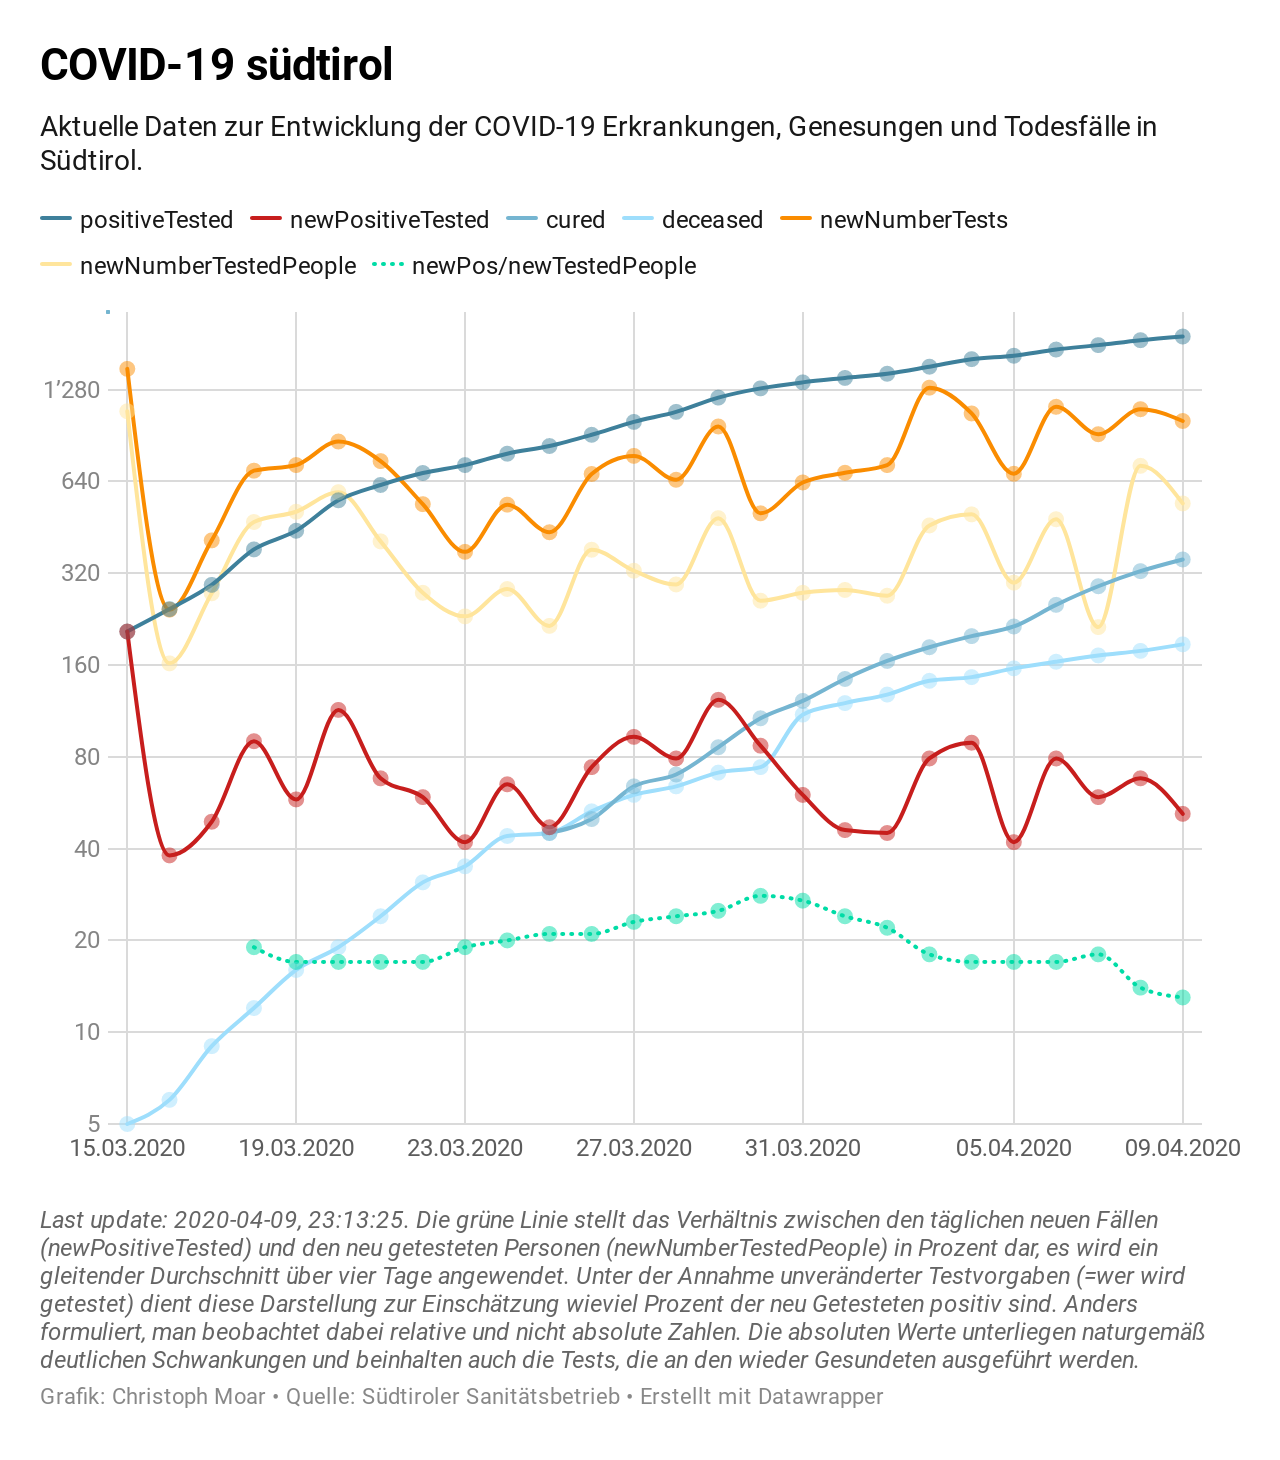 COVID-19 südtirol
Aktuelle Daten zur Entwicklung der COVID-19 Erkrankungen, Genesungen und Todesfälle in
Südtirol.
positiveTested newPositiveTested cured deceased newNumberTests
newNumberTestedPeople newPos/newTestedPeople
1’280
640
320
160
80
40
20
10
5
15.03.2020 19.03.2020 23.03.2020 27.03.2020 31.03.2020 05.04.2020 09.04.2020
Last update: 2020-04-09, 23:13:25. Die grüne Linie stellt das Verhältnis zwischen den täglichen neuen Fällen
(newPositiveTested) und den neu getesteten Personen (newNumberTestedPeople) in Prozent dar, es wird ein
gleitender Durchschnitt über vier Tage angewendet. Unter der Annahme unveränderter Testvorgaben (=wer wird
getestet) dient diese Darstellung zur Einschätzung wieviel Prozent der neu Getesteten positiv sind. Anders
formuliert, man beobachtet dabei relative und nicht absolute Zahlen. Die absoluten Werte unterliegen naturgemäß
deutlichen Schwankungen und beinhalten auch die Tests, die an den wieder Gesundeten ausgeführt werden.
Grafik: Christoph Moar • Quelle: Südtiroler Sanitätsbetrieb • Erstellt mit Datawrapper